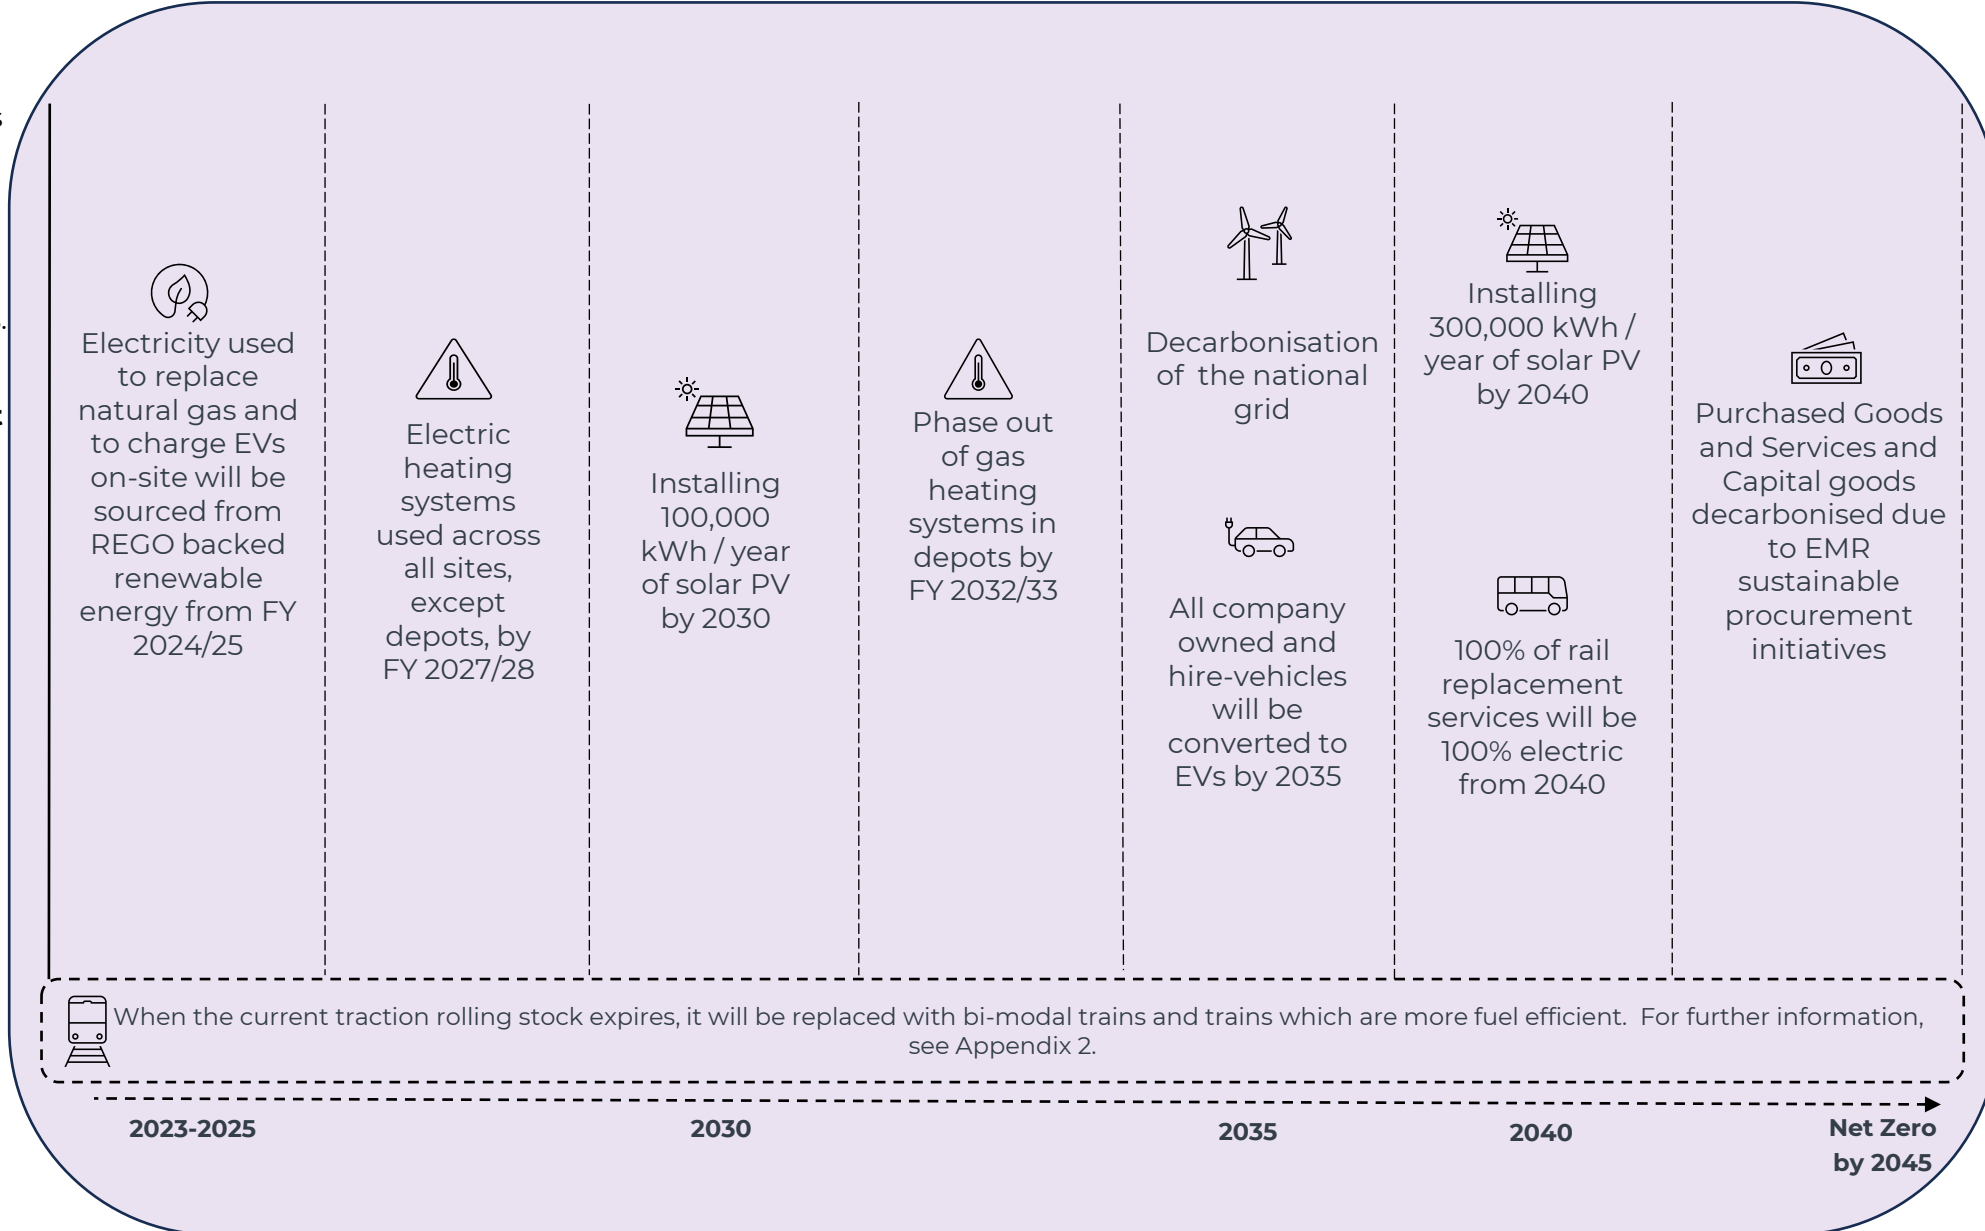 Electricity used
to replace
natural gas and
to charge EVs
on-site will be
sourced from
REGO backed
renewable
energy from FY
2024/25
Electric
heating
systems
used across
all sites,
except
depots, by
FY 2027/28
Installing
100,000
kWh / year
of solar PV
by 2030
Phase out
of gas
heating
systems in
depots by
FY 2032/33
Decarbonisation
of the national
grid
All company
owned and
hire-vehicles
will be
converted to
EVs by 2035
Installing
300,000 kWh /
year of solar PV
by 2040
100% of rail
replacement
services will be
100% electric
from 2040
Purchased Goods
and Services and
Capital goods
decarbonised due
to EMR
sustainable
procurement
initiatives
When the current traction rolling stock expires, it will be replaced with bi-modal trains and trains which are more fuel efficient. For further information,
see Appendix 2.
2023-2025
2030
2035
2040
Net Zero
by 2045